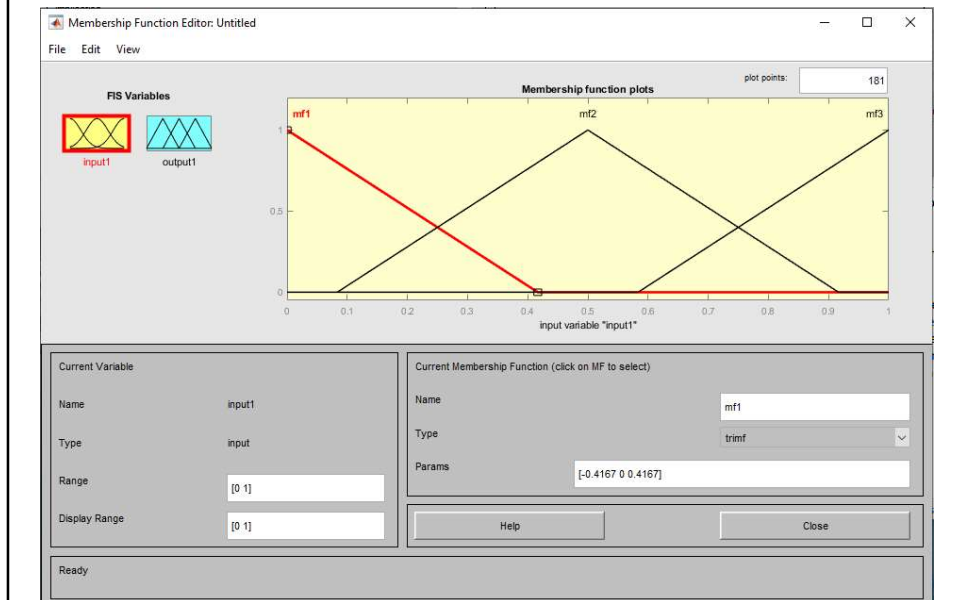 Membership Function Editor: Untitled
File Edit View
FIS Variables
input1
output1
Membership function plots
plot points:
181
mf1
mf2
mf3
1
0.5
0
0 0.1 0.2 0.3 0.4 0.5 0.6 0.7 0.8 0.9 1
input variable "input1"
Current Variable
Name input1
Type input
Range [0 1]
Display Range [0 1]
Current Membership Function (click on MF to select)
Name mf1
Type trimf
Params [-0.4167 0 0.4167]
Help Close
Ready